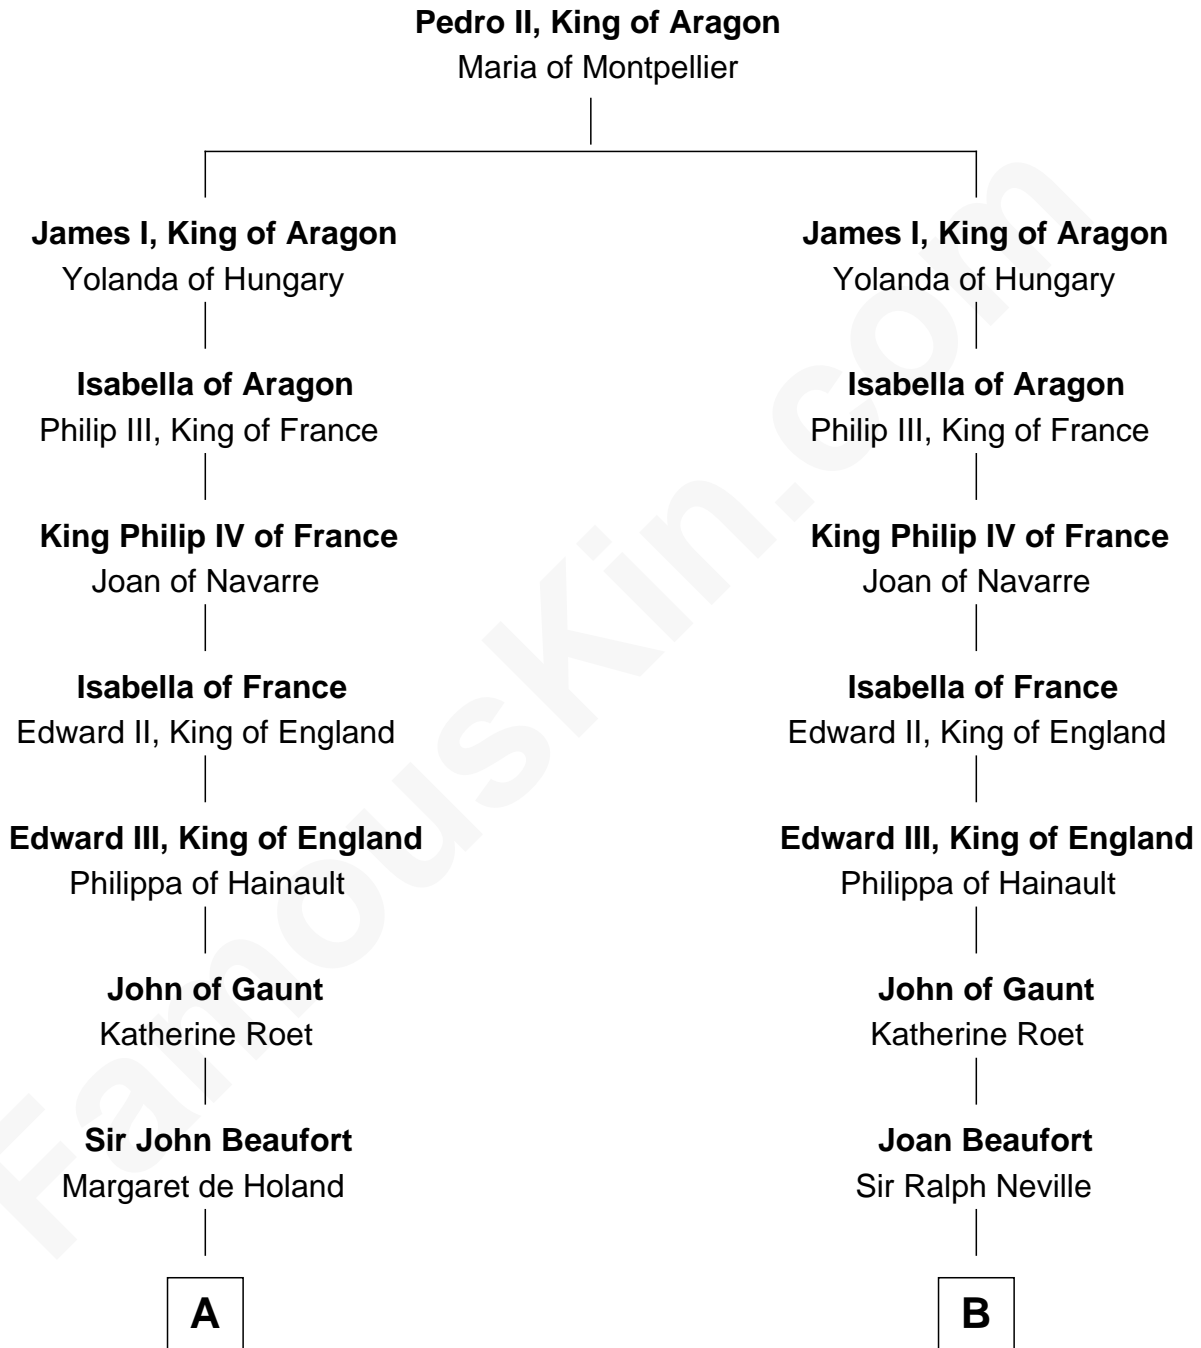 Pedro II, King of Aragon
Maria of Montpellier
James I, King of Aragon
Yolanda of Hungary
Isabella of Aragon
Philip III, King of France
King Philip IV of France
Joan of Navarre
Isabella of France
Edward II, King of England
Edward III, King of England
Philippa of Hainault
John of Gaunt
Katherine Roet
Sir John Beaufort
Margaret de Holand
A
James I, King of Aragon
Yolanda of Hungary
Isabella of Aragon
Philip III, King of France
King Philip IV of France
Joan of Navarre
Isabella of France
Edward II, King of England
Edward III, King of England
Philippa of Hainault
John of Gaunt
Katherine Roet
Joan Beaufort
Sir Ralph Neville
B
FamousKin.com